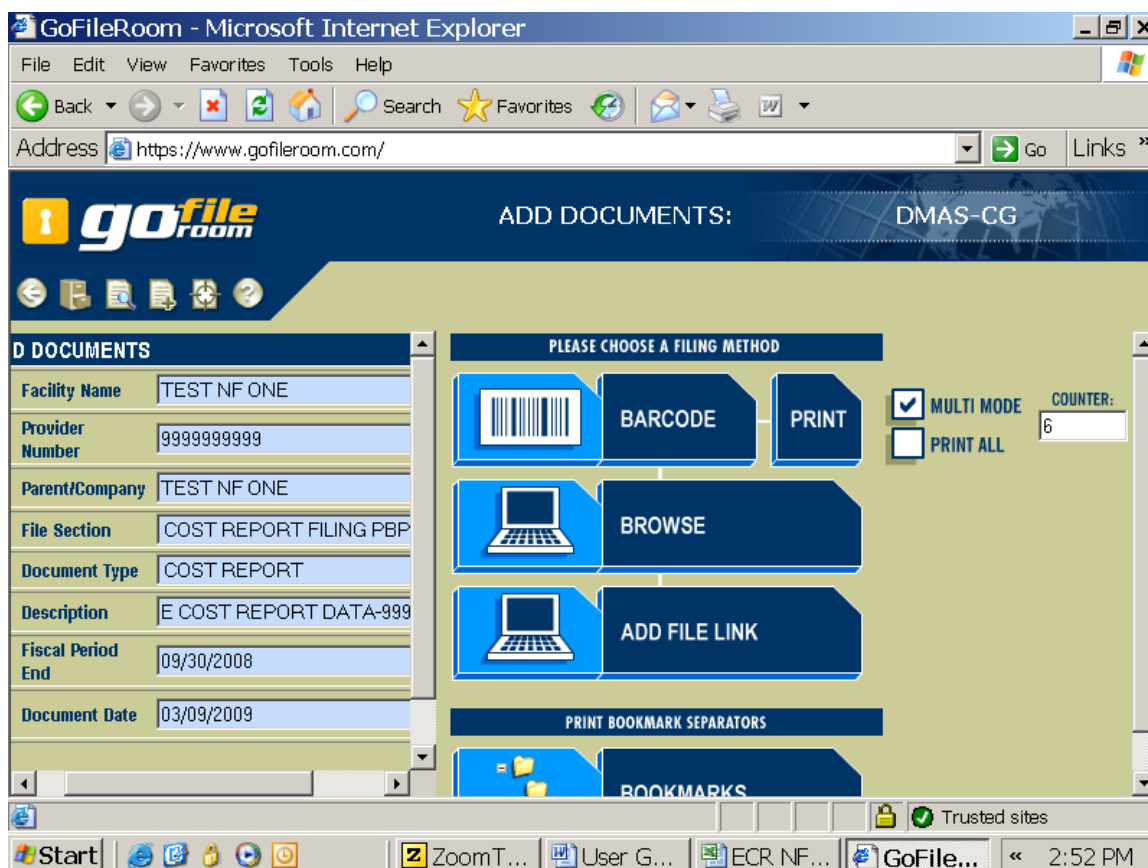 GoFileRoom - Microsoft Internet Explorer
File Edit View Favorites Tools Help
Back Search Favorites
Address https://www.gofileroom.com/ Go Links »
gofile room ADD DOCUMENTS: DMAS-CG
D DOCUMENTS
PLEASE CHOOSE A FILING METHOD
Facility Name TEST NF ONE
Provider Number 9999999999
Parent/Company TEST NF ONE
File Section COST REPORT FILING PBP
Document Type COST REPORT
Description E COST REPORT DATA-999
Fiscal Period End 09/30/2008
Document Date 03/09/2009
BARCODE PRINT
MULTI MODE
PRINT ALL
COUNTER:
6
BROWSE
ADD FILE LINK
PRINT BOOKMARK SEPARATORS
BOOKMARKS
Trusted sites
Start ZoomT... User G... ECR NF... GoFile... « 2:52 PM